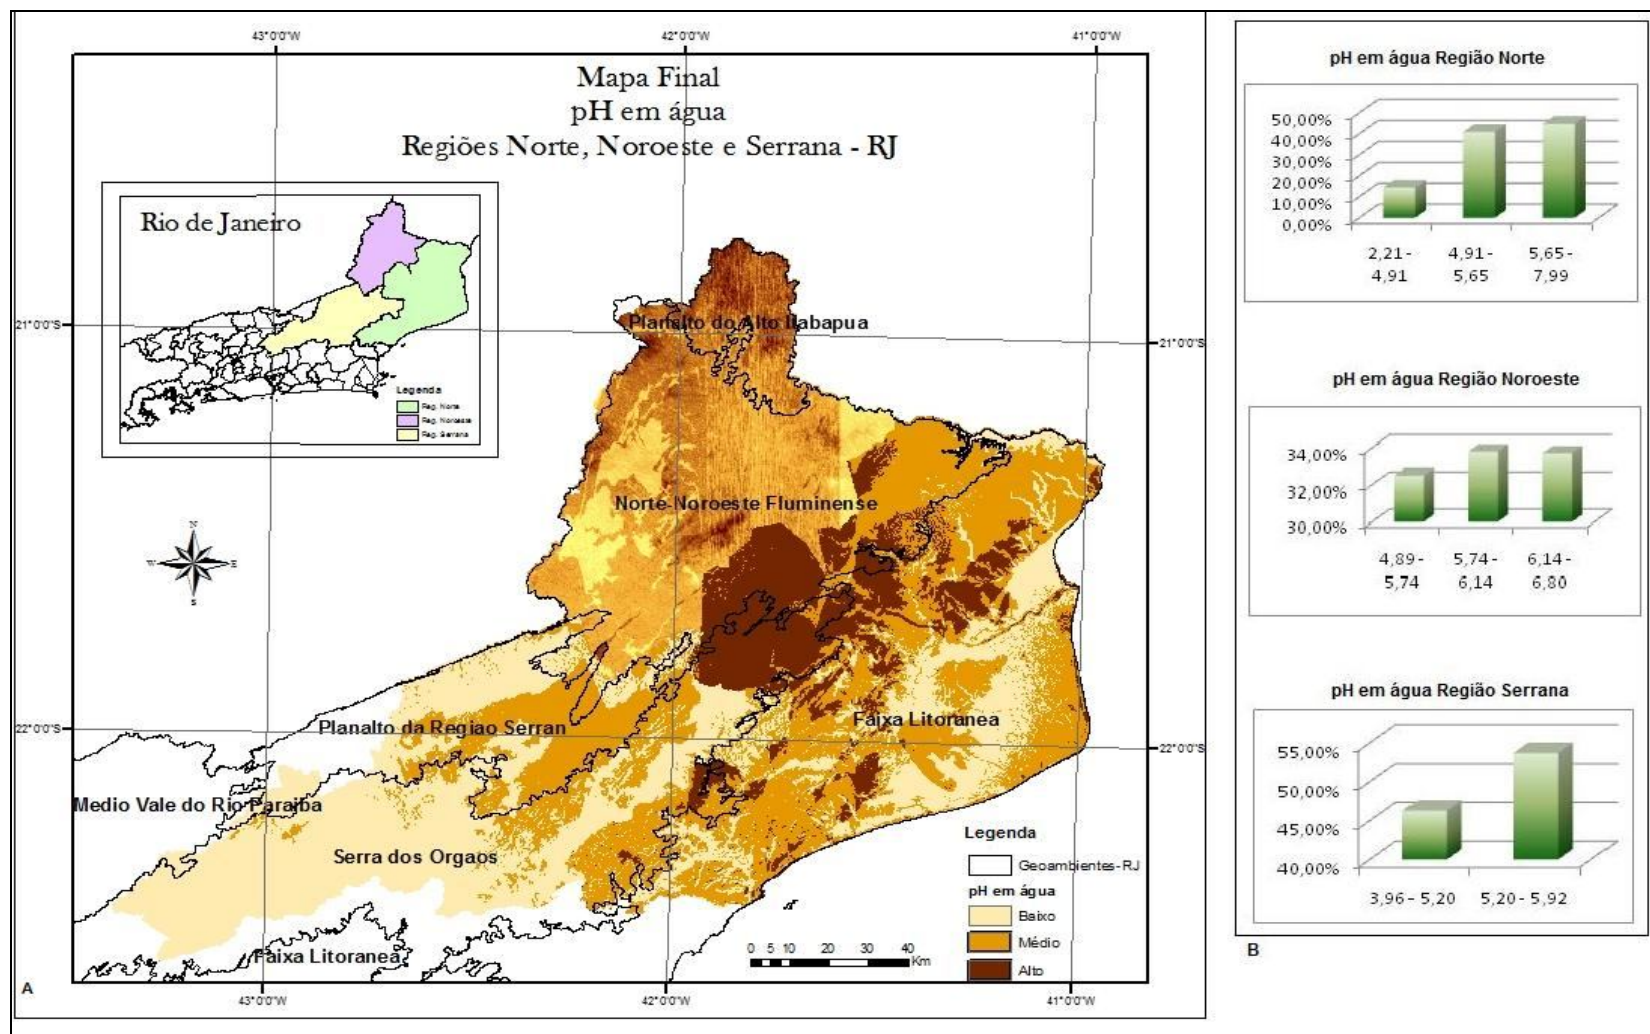 43°0'0"W
42°0'0"W
41°0'0"W
Mapa Final
pH em água
Regiões Norte, Noroeste e Serrana - RJ
Rio de Janeiro
Legenda
Reg. Norte
Reg. Noroeste
Reg. Serrana
21°0'0"S
21°0'0"S
Planalto do Alto Itabapua
Norte-Noroeste Fluminense
N
W
E
S
22°0'0"S
22°0'0"S
Planalto da Regiao Serran
Faixa Litoranea
Medio Vale do Rio Paraiba
Serra dos Orgaos
Faixa Litoranea
Legenda
Geoambientes-RJ
pH em água
Baixo
Médio
Alto
0 5 10 20 30 40
Km
A
43°0'0"W
42°0'0"W
41°0'0"W
pH em água Região Norte
50,00%
40,00%
30,00%
20,00%
10,00%
0,00%
2,21- 4,91- 5,65-
4,91 5,65 7,99
pH em água Região Noroeste
34,00%
32,00%
30,00%
4,89- 5,74- 6,14-
5,74 6,14 6,80
pH em água Região Serrana
55,00%
50,00%
45,00%
40,00%
3,96-5,20 5,20-5,92
B